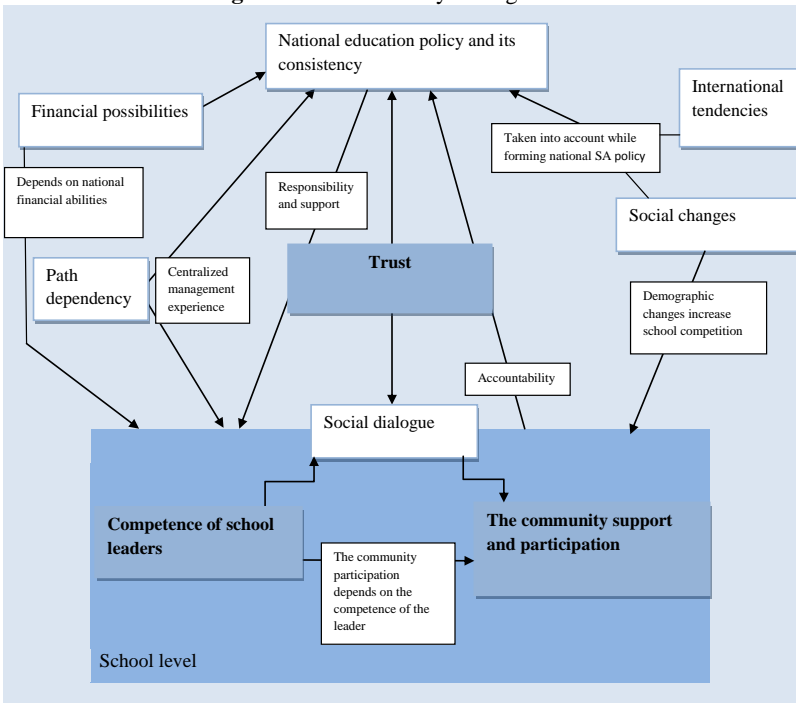 National education policy and its
consistency
International
tendencies
Financial possibilities
Taken into account while
forming national SA policy
Depends on national
financial abilities
Responsibility
and support
Social changes
Trust
Path
dependency
Centralized
management
experience
Demographic
changes increase
school competition
Accountability
Social dialogue
Competence of school
leaders
The community support
and participation
The community
participation
depends on the
competence of the
leader
School level